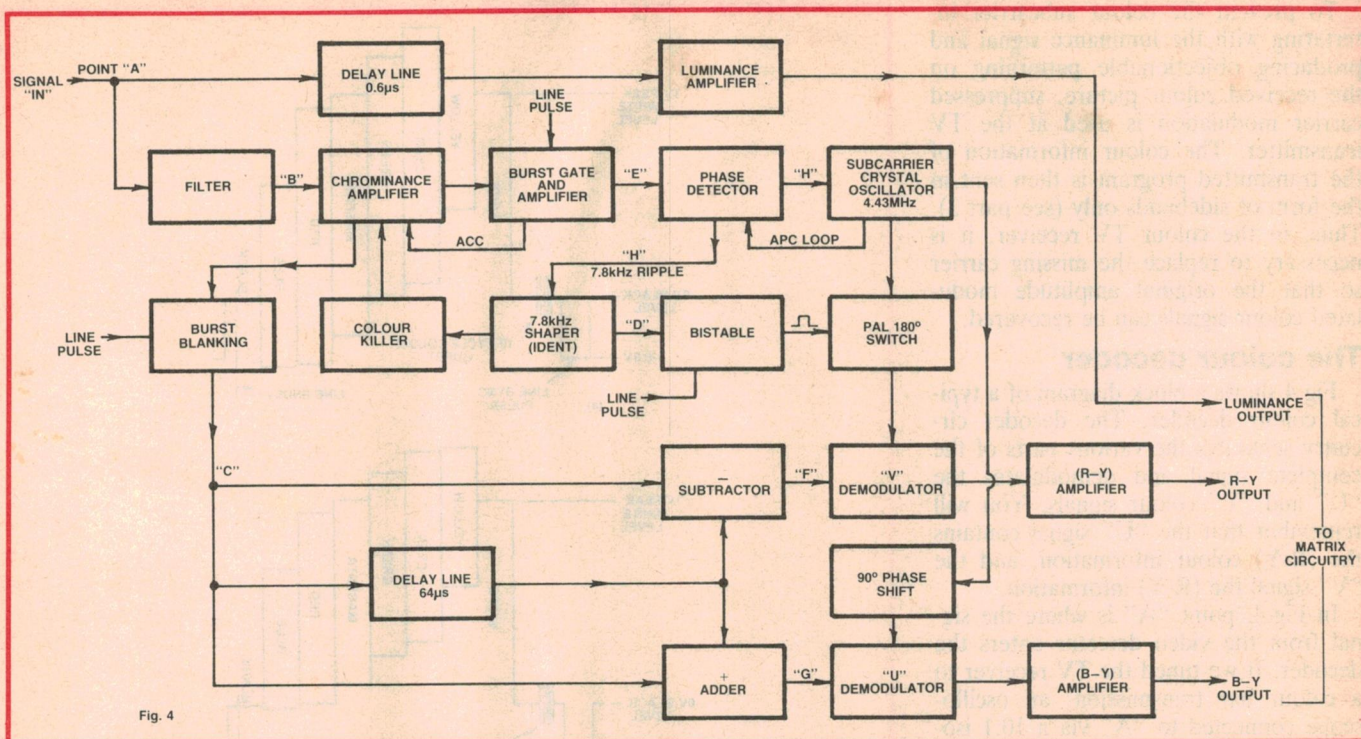 SIGNAL
"IN"
POINT "A"
DELAY LINE
0.6µs
LUMINANCE
AMPLIFIER
LINE
PULSE
FILTER
"B"
CHROMINANCE
AMPLIFIER
BURST GATE
AND
AMPLIFIER
"E"
PHASE
DETECTOR
"H"
SUBCARRIER
CRYSTAL
OSCILLATOR
4.43MHz
ACC
APC LOOP
"H"
7.8kHz RIPPLE
LINE
PULSE
BURST
BLANKING
COLOUR
KILLER
7.8kHz
SHAPER
(IDENT)
"D"
BISTABLE
PAL 180°
SWITCH
LINE
PULSE
LUMINANCE
OUTPUT
"C"
−
SUBTRACTOR
"F"
"V"
DEMODULATOR
(R−Y)
AMPLIFIER
R−Y
OUTPUT
TO
MATRIX
CIRCUITRY
DELAY LINE
64µs
90° PHASE
SHIFT
+
ADDER
"G"
"U"
DEMODULATOR
(B−Y)
AMPLIFIER
B−Y
OUTPUT
Fig. 4